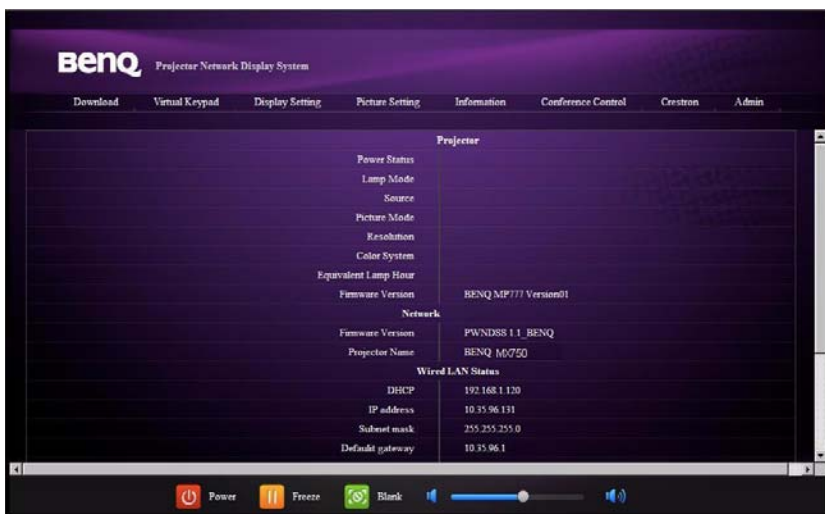 BenQ Projector Network Display System
Download Virtual Keypad Display Setting Picture Setting Information Conference Control Crestron Admin
Projector
Power Status
Lamp Mode
Source
Picture Mode
Resolution
Color System
Equivalent Lamp Hour
Firmware Version BENQ MP777 Version01
Network
Firmware Version PWNDSS 1.1_BENQ
Projector Name BENQ MX750
Wired LAN Status
DHCP 192.168.1.120
IP address 10.35.96.131
Subnet mask 255.255.255.0
Default gateway 10.35.96.1
Power Freeze Blank